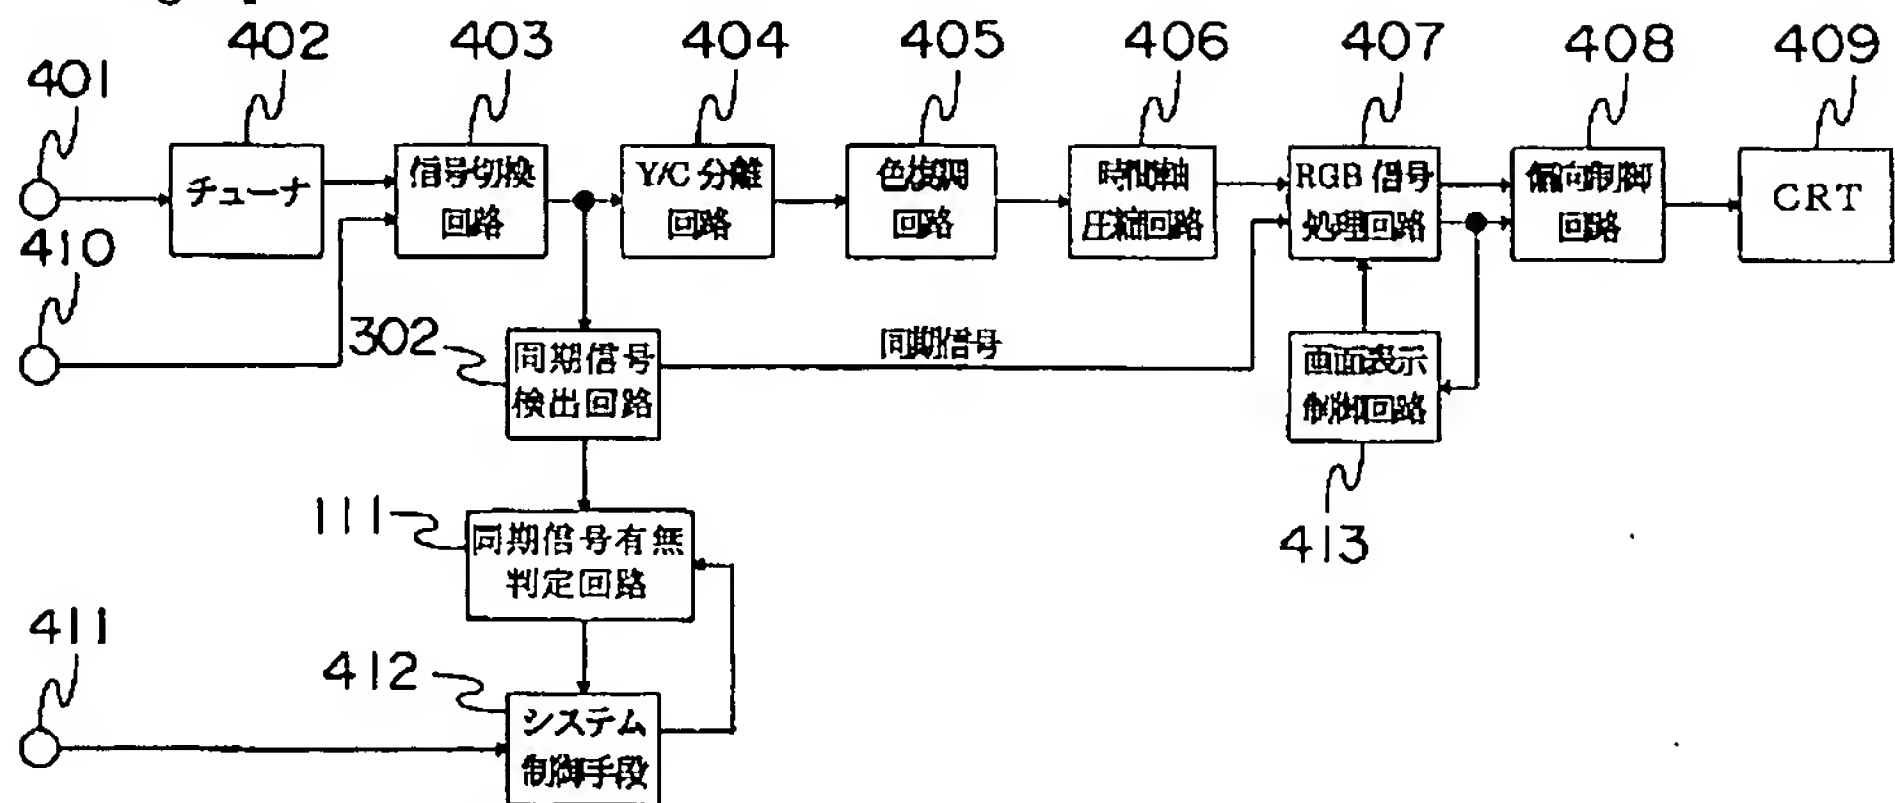 402
403
404
405
406
407
408
409
401
チューナ
信号切換
回路
Y/C 分離
回路
色復調
回路
時間軸
圧縮回路
RGB 信号
処理回路
偏向制御
回路
CRT
410
302
同期信号
検出回路
同期信号
画面表示
制御回路
111
同期信号有無
判定回路
413
411
412
システム
制御手段